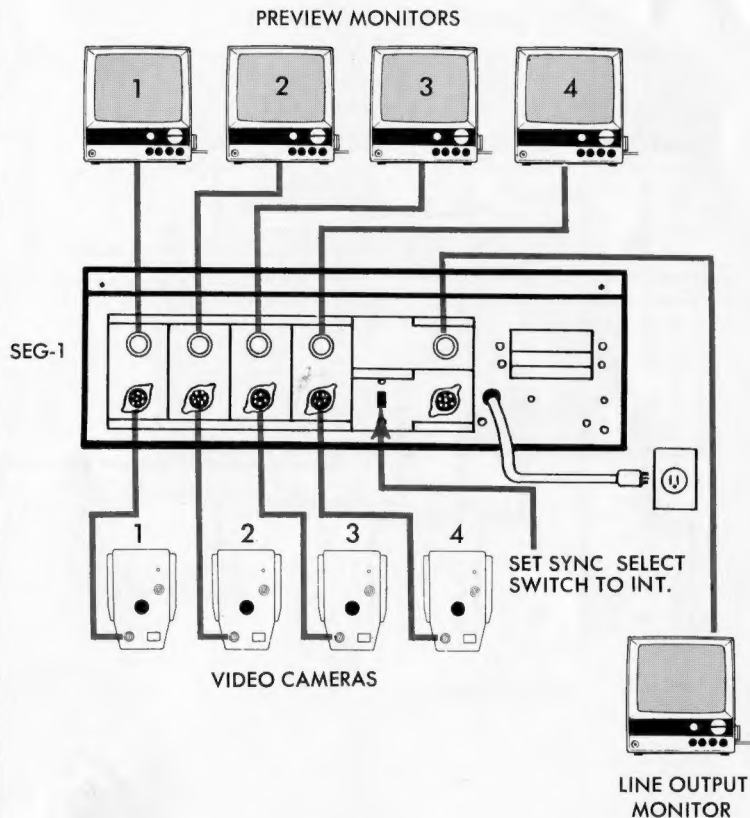 PREVIEW MONITORS
1
2
3
4
SEG-1
1
2
3
4
SET SYNC SELECT
SWITCH TO INT.
VIDEO CAMERAS
LINE OUTPUT
MONITOR